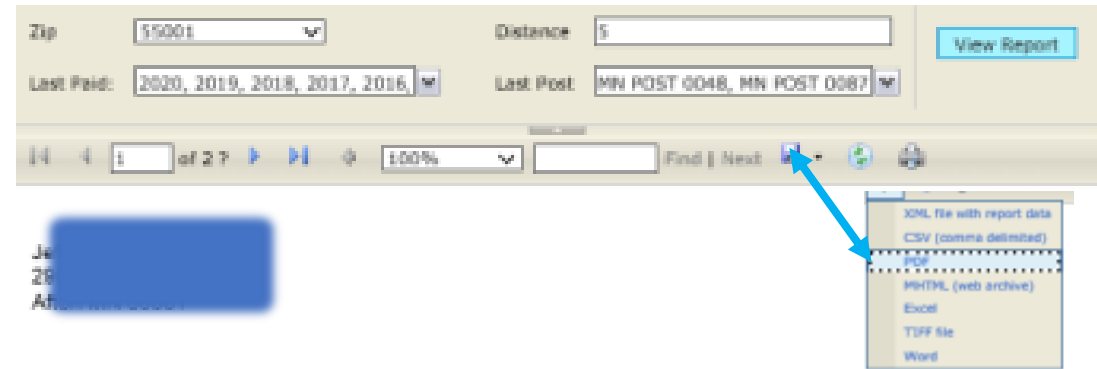 Zip 55001 Distance 5 View Report
Last Paid: 2020, 2019, 2018, 2017, 2016, Last Post MN POST 0048, MN POST 0087
1 of 2 ? 100% Find | Next
XML file with report data
CSV (comma delimited)
PDF
MHTML (web archive)
Excel
TIFF file
Word
Je
28